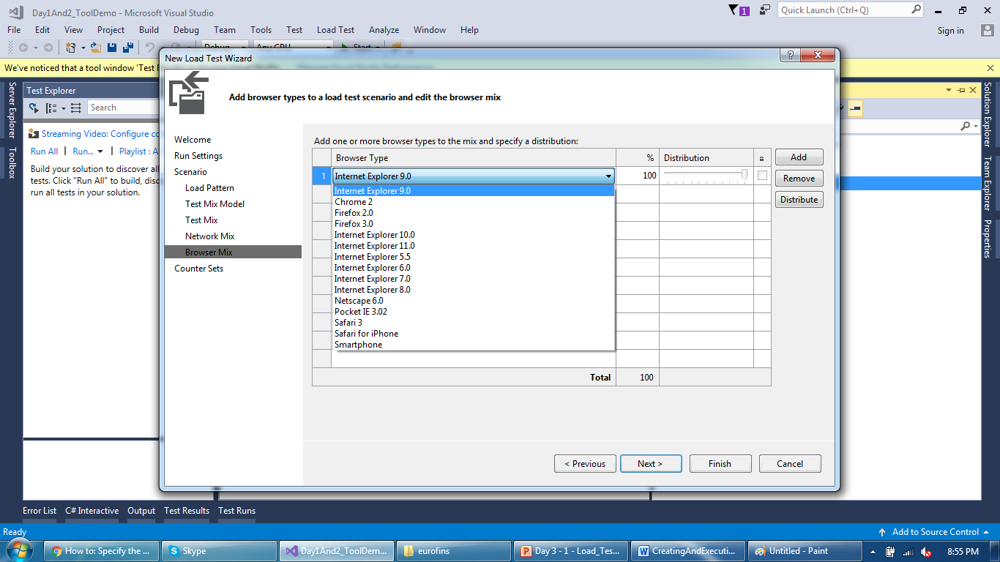 Day1And2_ToolDemo - Microsoft Visual Studio
1
Quick Launch (Ctrl+Q)
File Edit View Project Build Debug Team Tools Test Load Test Analyze Window Help
Sign in
Debug Any CPU Start
New Load Test Wizard
?
We've noticed that a tool window 'Test
Server Explorer
Toolbox
Test Explorer
Search
Streaming Video: Configure co
Run All | Run... | Playlist : A
Build your solution to discover all
tests. Click "Run All" to build, disc
run all tests in your solution.
Add browser types to a load test scenario and edit the browser mix
Welcome
Run Settings
Scenario
Load Pattern
Test Mix Model
Test Mix
Network Mix
Browser Mix
Counter Sets
Add one or more browser types to the mix and specify a distribution:
Browser Type % Distribution
1 Internet Explorer 9.0 100
Internet Explorer 9.0
Chrome 2
Firefox 2.0
Firefox 3.0
Internet Explorer 10.0
Internet Explorer 11.0
Internet Explorer 5.5
Internet Explorer 6.0
Internet Explorer 7.0
Internet Explorer 8.0
Netscape 6.0
Pocket IE 3.02
Safari 3
Safari for iPhone
Smartphone
Total 100
Add
Remove
Distribute
< Previous Next > Finish Cancel
Solution Explorer
Team Explorer
Properties
Error List C# Interactive Output Test Results Test Runs
Ready
Add to Source Control
How to: Specify the ... Skype Day1And2_ToolDem... eurofins Day 3 - 1 - Load_Tes... CreatingAndExecuti... Untitled - Paint 8:55 PM